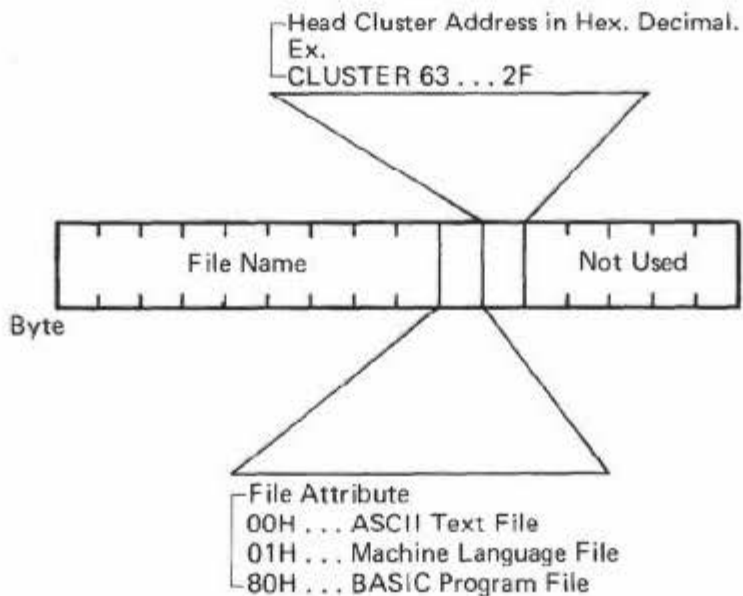 Head Cluster Address in Hex. Decimal.
Ex.
CLUSTER 63 . . . 2F
File Name
Not Used
Byte
File Attribute
00H . . . ASCII Text File
01H . . . Machine Language File
80H . . . BASIC Program File